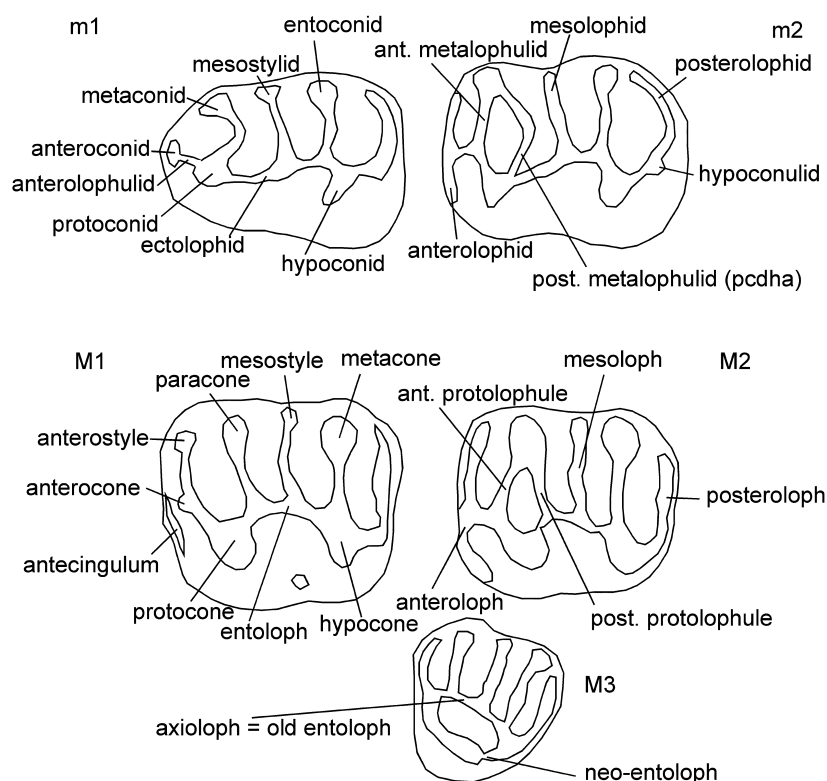 m1
entoconid
mesolophid
m2
ant. metalophulid
mesostylid
posterolophid
metaconid
anteroconid
anterolophulid
hypoconulid
protoconid
ectolophid
anterolophid
hypoconid
post. metalophulid (pcdha)
M1
mesostyle
metacone
mesoloph
M2
paracone
ant. protolophule
anterostyle
anterocone
posteroloph
antecingulum
anteroloph
protocone
post. protolophule
entoloph
hypocone
M3
axioloph = old entoloph
neo-entoloph